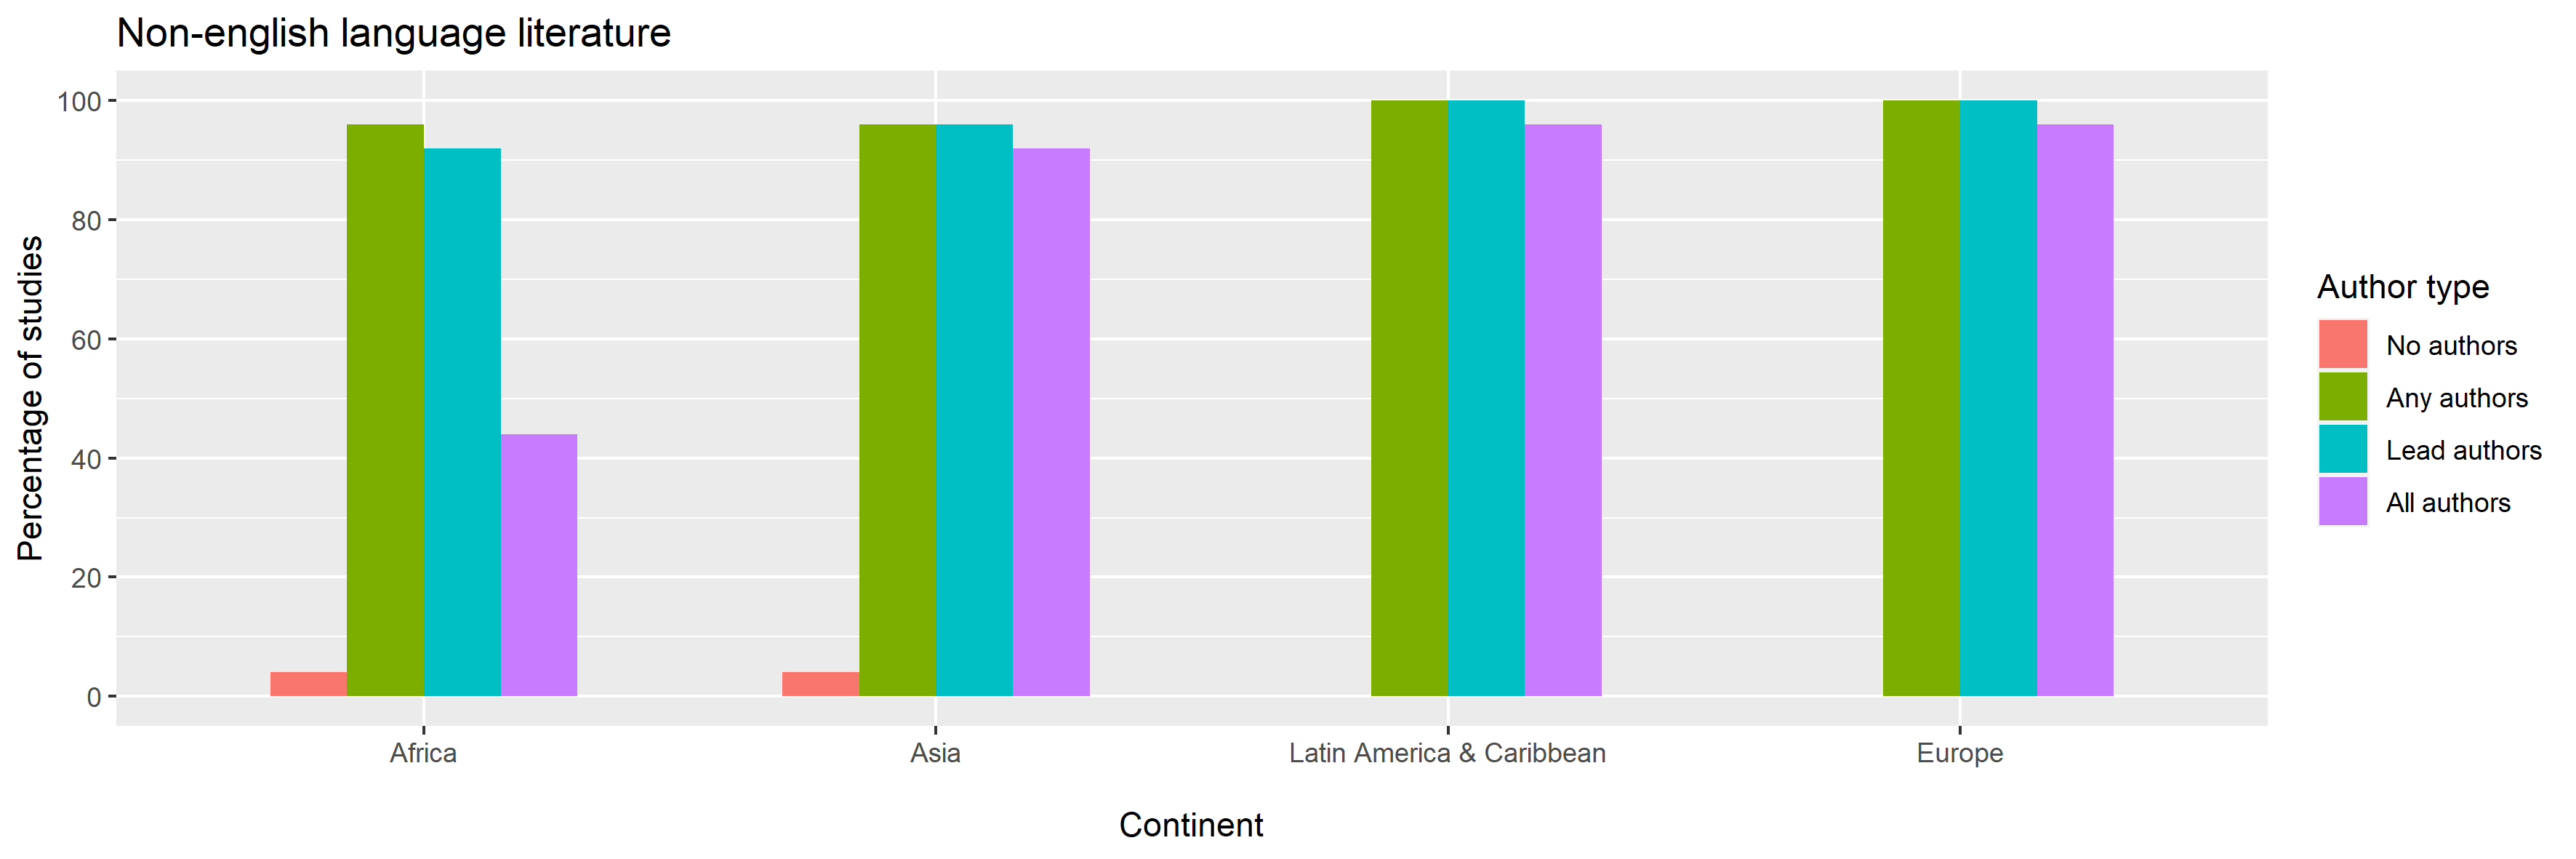 Non-english language literature
100
80
60
40
20
0
Percentage of studies
Africa
Asia
Latin America & Caribbean
Europe
Continent
Author type
No authors
Any authors
Lead authors
All authors